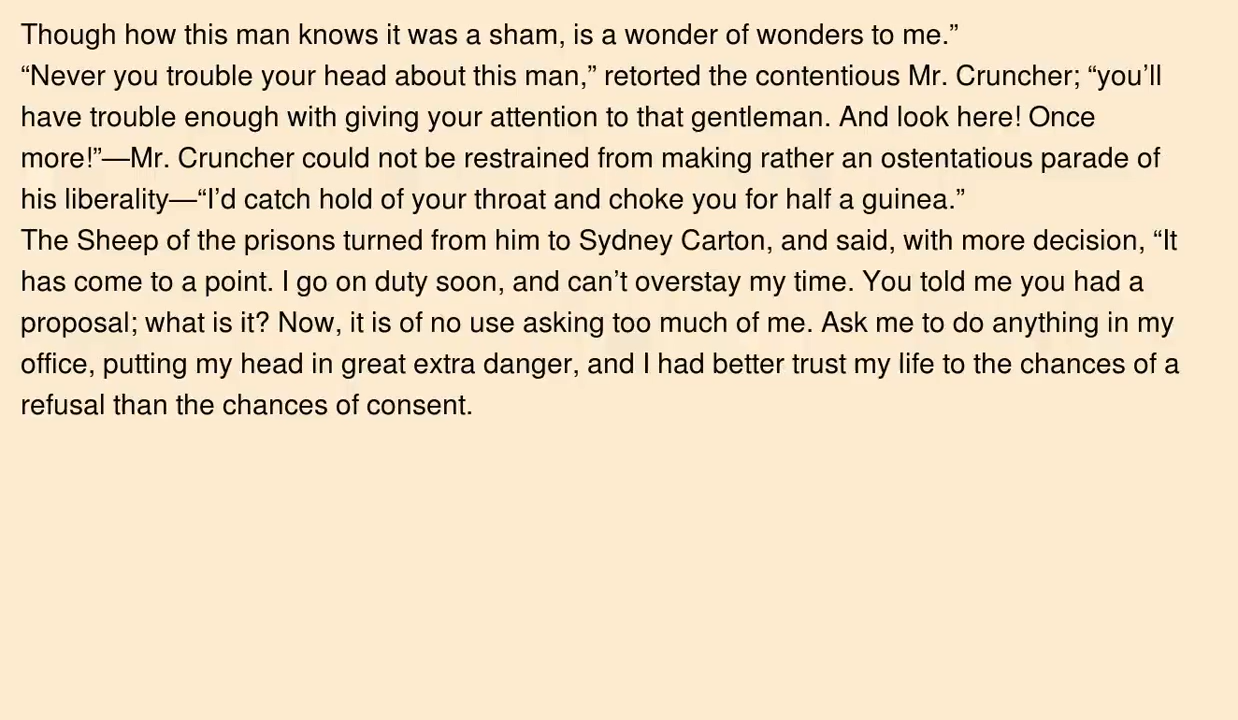 Though how this man knows it was a sham, is a wonder of wonders to me.”
“Never you trouble your head about this man,” retorted the contentious Mr. Cruncher; “you’ll
have trouble enough with giving your attention to that gentleman. And look here! Once
more!”—Mr. Cruncher could not be restrained from making rather an ostentatious parade of
his liberality—“I’d catch hold of your throat and choke you for half a guinea.”
The Sheep of the prisons turned from him to Sydney Carton, and said, with more decision, “It
has come to a point. I go on duty soon, and can’t overstay my time. You told me you had a
proposal; what is it? Now, it is of no use asking too much of me. Ask me to do anything in my
office, putting my head in great extra danger, and I had better trust my life to the chances of a
refusal than the chances of consent.